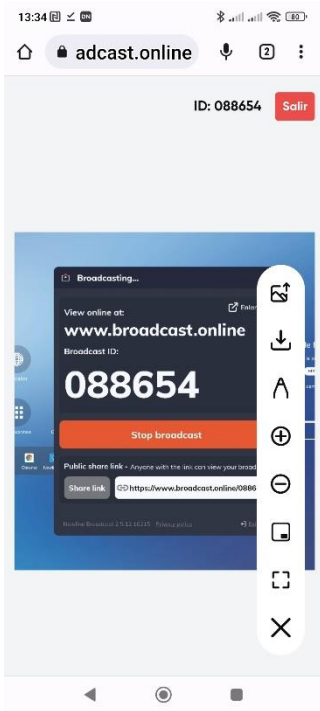 13:34
80
adcast.online
2
ID: 088654
Salir
Broadcasting...
View online at:
www.broadcast.online
Broadcast ID:
088654
Stop broadcast
Public share link - Anyone with the link can view your broad
Share link
https://www.broadcast.online/0886
Privacy policy